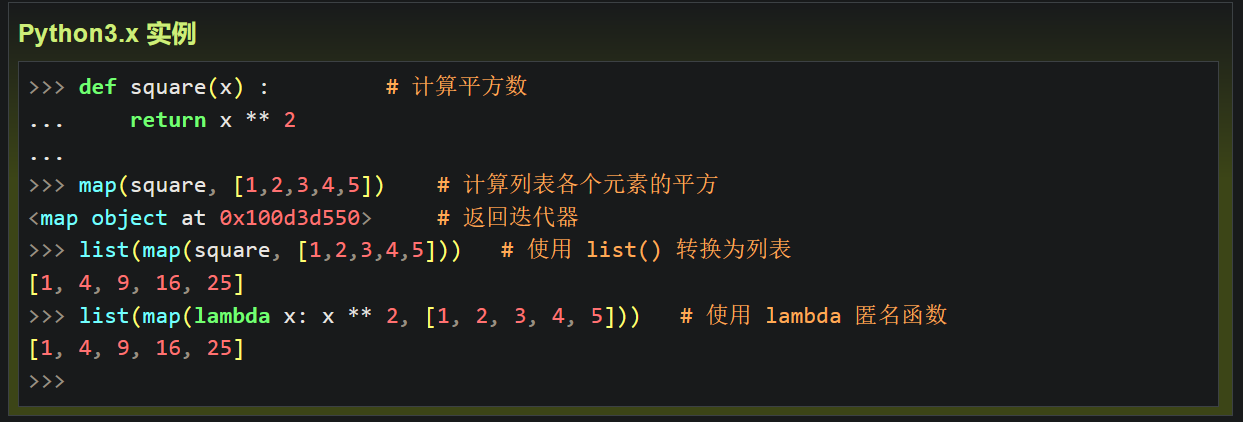 Python3.x 实例
>>> def square(x) :         # 计算平方数
...     return x ** 2
...
>>> map(square, [1,2,3,4,5])    # 计算列表各个元素的平方
<map object at 0x100d3d550>     # 返回迭代器
>>> list(map(square, [1,2,3,4,5]))   # 使用 list() 转换为列表
[1, 4, 9, 16, 25]
>>> list(map(lambda x: x ** 2, [1, 2, 3, 4, 5]))   # 使用 lambda 匿名函数
[1, 4, 9, 16, 25]
>>>